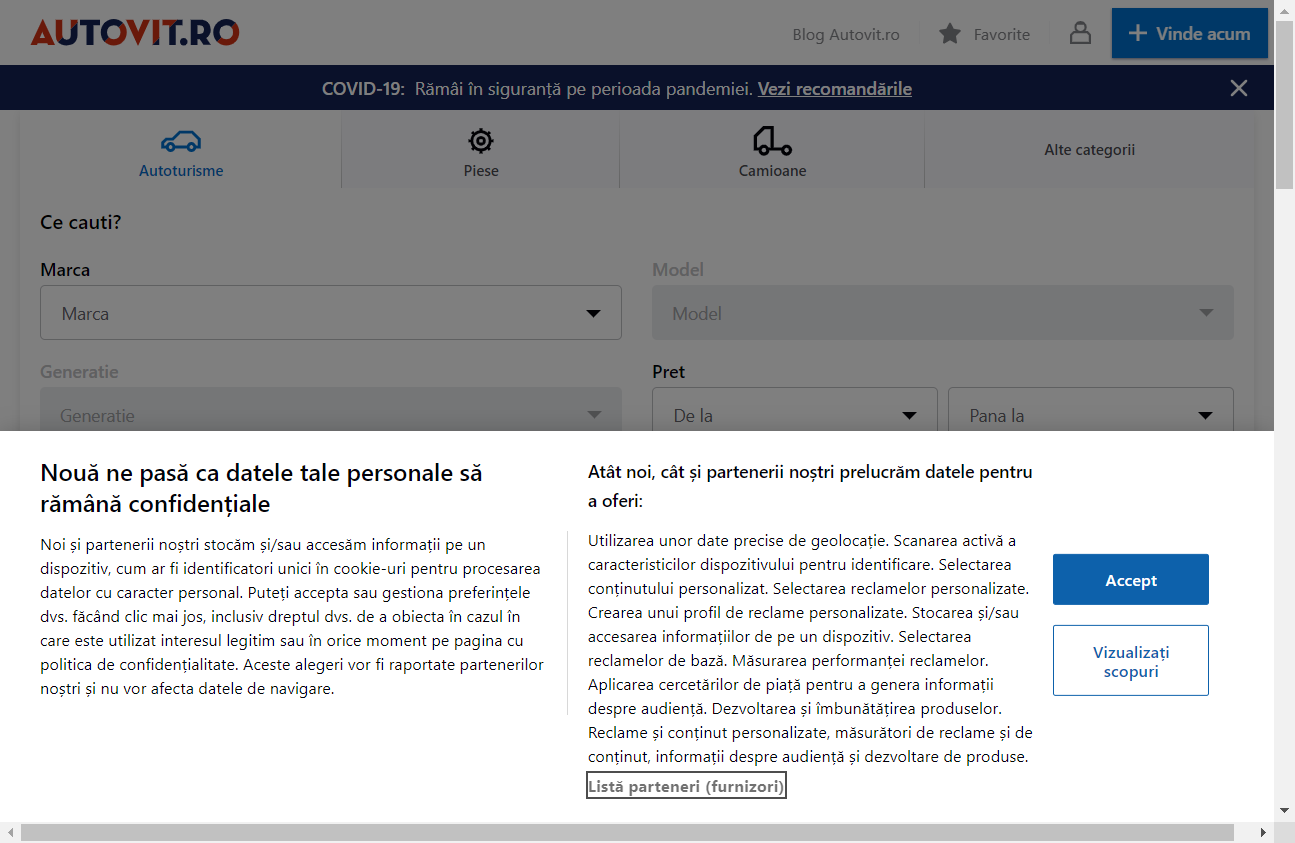 AUTOVIT.RO
Blog Autovit.ro
Favorite
Vinde acum
COVID-19: Rămâi în siguranță pe perioada pandemiei. Vezi recomandările
Autoturisme
Piese
Camioane
Alte categorii
Ce cauti?
Marca
Model
Marca
Model
Generatie
Pret
Generatie
De la
Pana la
Nouă ne pasă ca datele tale personale să
rămână confidențiale
Noi și partenerii noștri stocăm și/sau accesăm informații pe un
dispozitiv, cum ar fi identificatori unici în cookie-uri pentru procesarea
datelor cu caracter personal. Puteți accepta sau gestiona preferințele
dvs. făcând clic mai jos, inclusiv dreptul dvs. de a obiecta în cazul în
care este utilizat interesul legitim sau în orice moment pe pagina cu
politica de confidențialitate. Aceste alegeri vor fi raportate partenerilor
noștri și nu vor afecta datele de navigare.
Atât noi, cât și partenerii noștri prelucrăm datele pentru
a oferi:
Utilizarea unor date precise de geolocație. Scanarea activă a
caracteristicilor dispozitivului pentru identificare. Selectarea
conținutului personalizat. Selectarea reclamelor personalizate.
Crearea unui profil de reclame personalizate. Stocarea și/sau
accesarea informațiilor de pe un dispozitiv. Selectarea
reclamelor de bază. Măsurarea performanței reclamelor.
Aplicarea cercetărilor de piață pentru a genera informații
despre audiență. Dezvoltarea și îmbunătățirea produselor.
Reclame și conținut personalizate, măsurători de reclame și de
conținut, informații despre audiență și dezvoltare de produse.
Listă parteneri (furnizori)
Accept
Vizualizați
scopuri